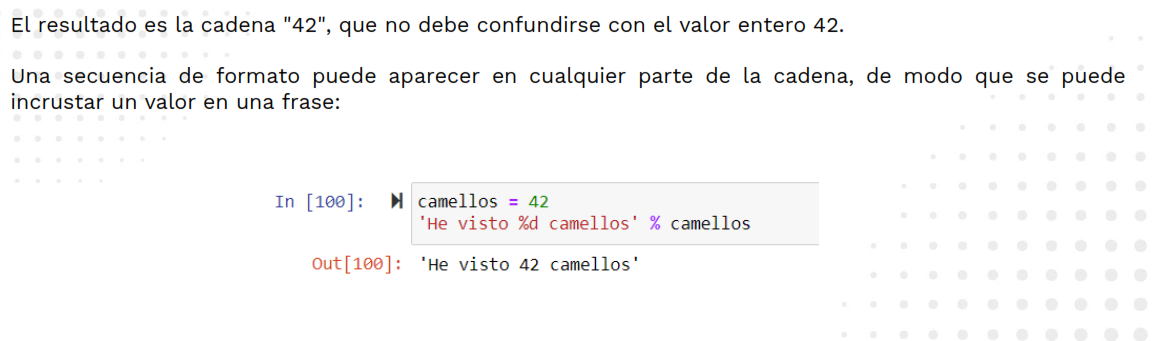 El resultado es la cadena "42", que no debe confundirse con el valor entero 42.
Una secuencia de formato puede aparecer en cualquier parte de la cadena, de modo que se puede
incrustar un valor en una frase:
In [100]: camellos = 42
'He visto %d camellos' % camellos
Out[100]: 'He visto 42 camellos'